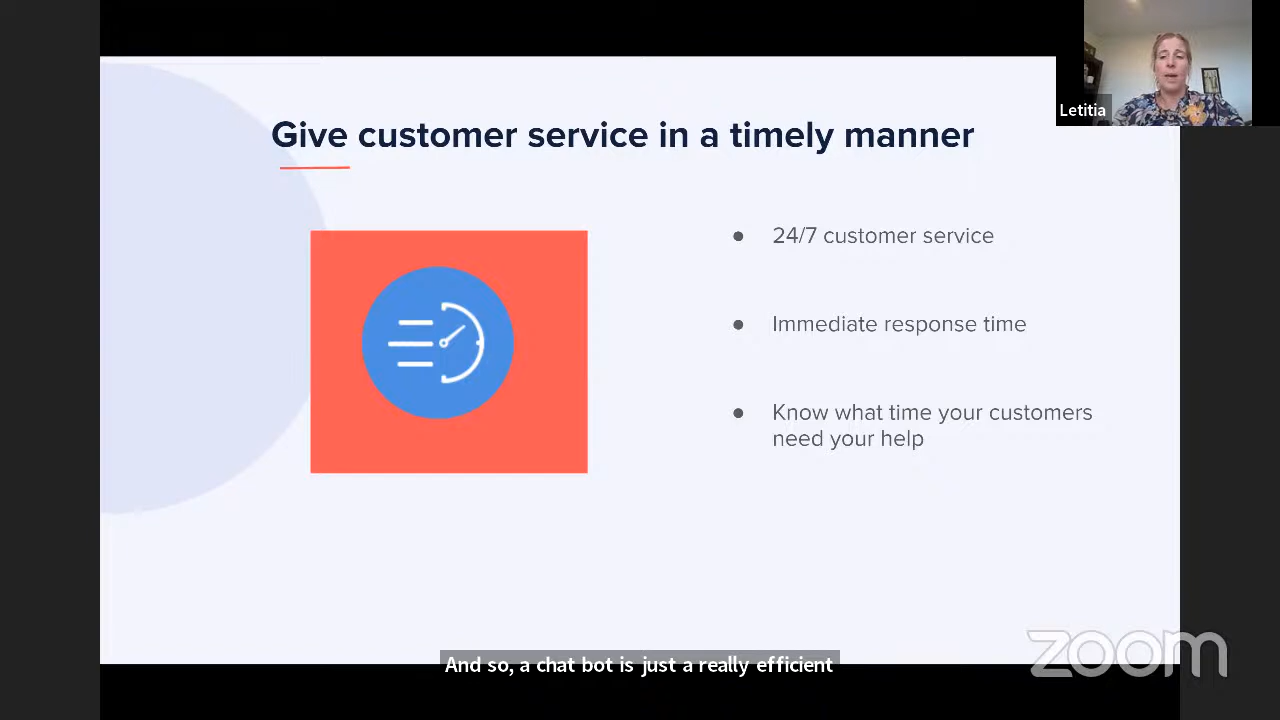 Give customer service in a timely manner
Letitia
● 24/7 customer service
● Immediate response time
● Know what time your customers
need your help
And so, a chat bot is just a really efficient
zoom